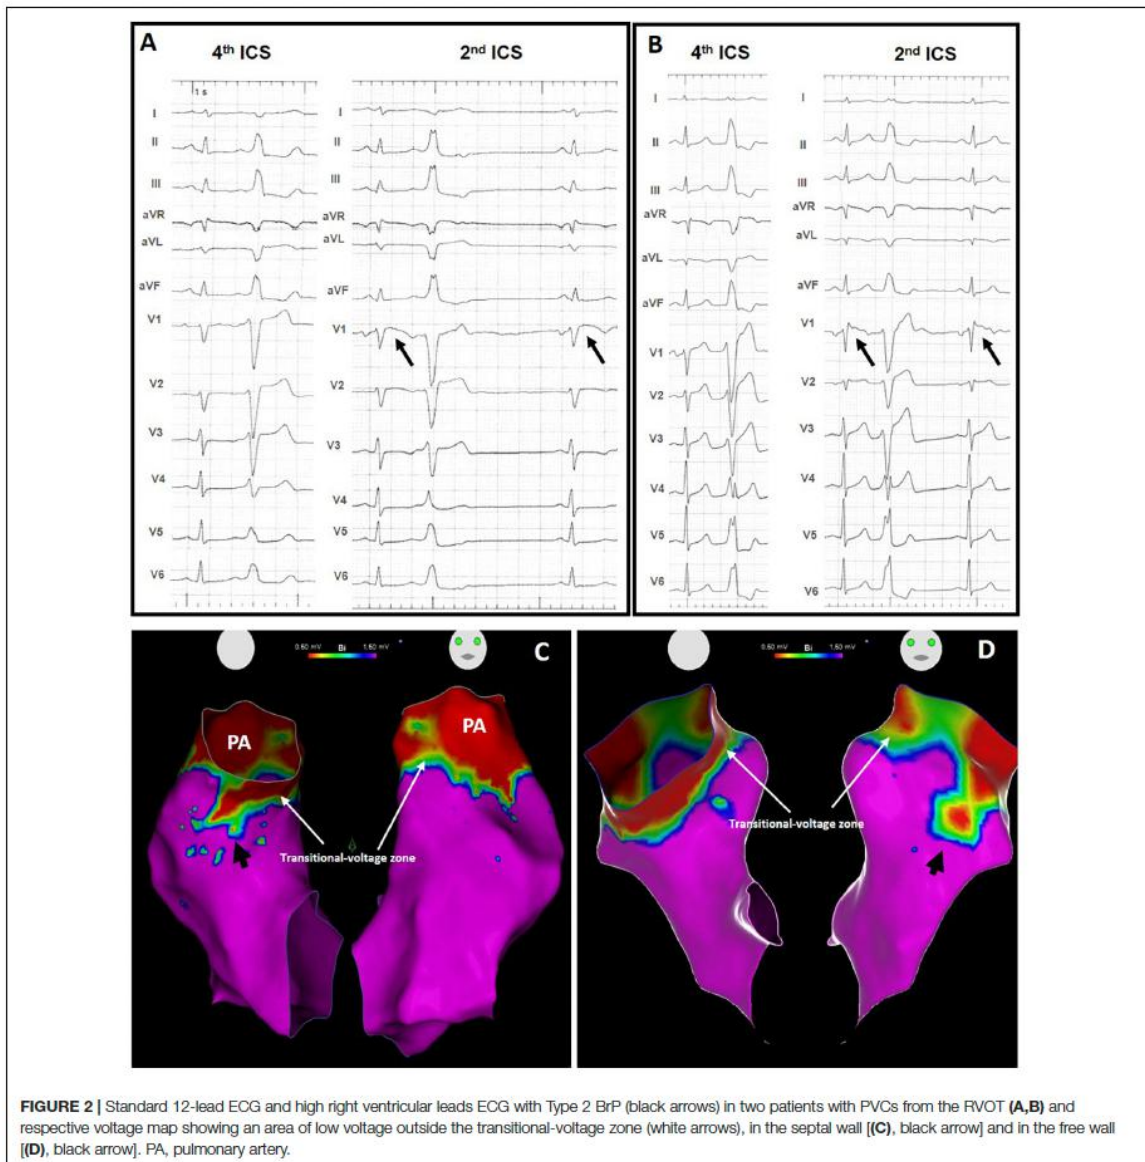 A
4th ICS
2nd ICS
1 s
I
II
III
aVR
aVL
aVF
V1
V2
V3
V4
V5
V6
I
II
III
aVR
aVL
aVF
V1
V2
V3
V4
V5
V6
B
4th ICS
2nd ICS
I
II
III
aVR
aVL
aVF
V1
V2
V3
V4
V5
V6
I
II
III
aVR
aVL
aVF
V1
V2
V3
V4
V5
V6
C
0.50 mV Bi 1.50 mV
PA
PA
Transitional-voltage zone
D
0.50 mV Bi 1.50 mV
Transitional-voltage zone
FIGURE 2 | Standard 12-lead ECG and high right ventricular leads ECG with Type 2 BrP (black arrows) in two patients with PVCs from the RVOT (A,B) and
respective voltage map showing an area of low voltage outside the transitional-voltage zone (white arrows), in the septal wall [(C), black arrow] and in the free wall
[(D), black arrow]. PA, pulmonary artery.